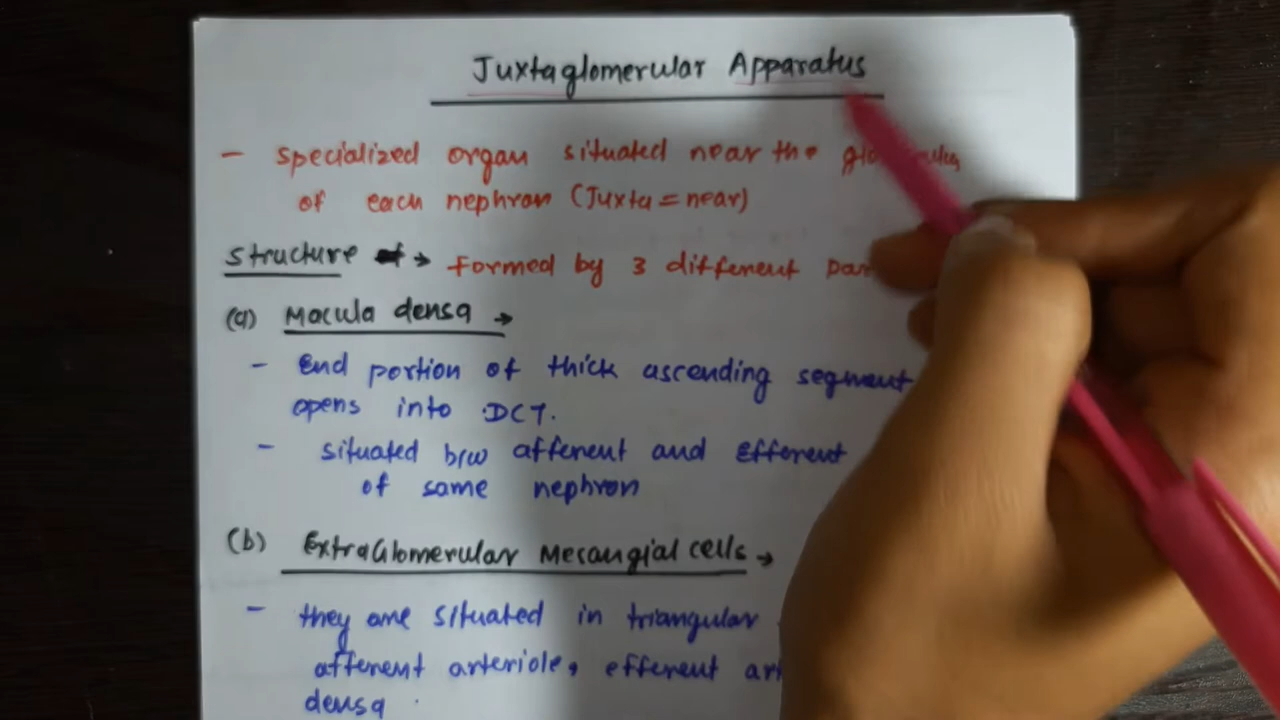 Juxtaglomerular Apparatus
- specialized organ situated near the
of each nephron (Juxta = near)
Structure → formed by 3 different
(a) Macula densa →
- End portion of thick ascending segment
opens into DCT.
- situated b/w afferent and Efferent
of same nephron
(b) ExtraGlomerular Mesangial cells →
- they are situated in triangular
afferent arteriole, efferent
densa